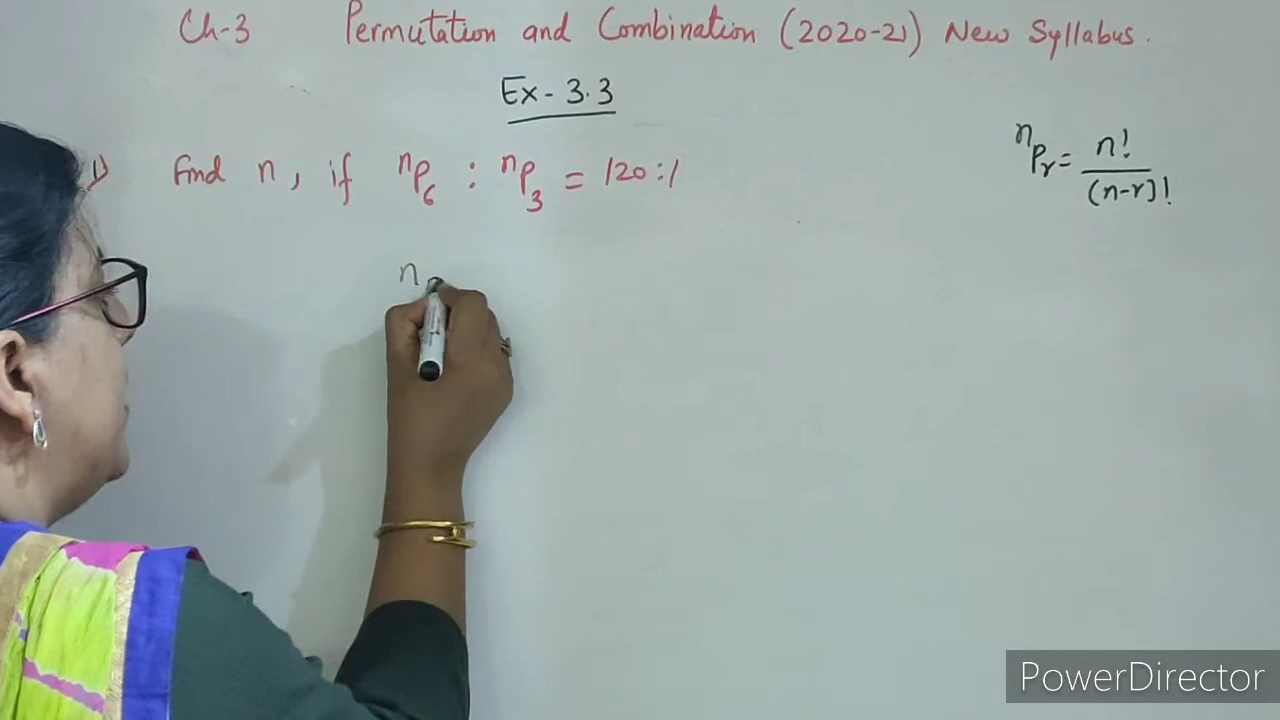 Ch-3 Permutation and Combination (2020-21) New Syllabus.
Ex- 3.3
1) Find n, if ⁿP₆ : ⁿP₃ = 120:1
ⁿPᵣ = n! / (n-r)!
n
PowerDirector